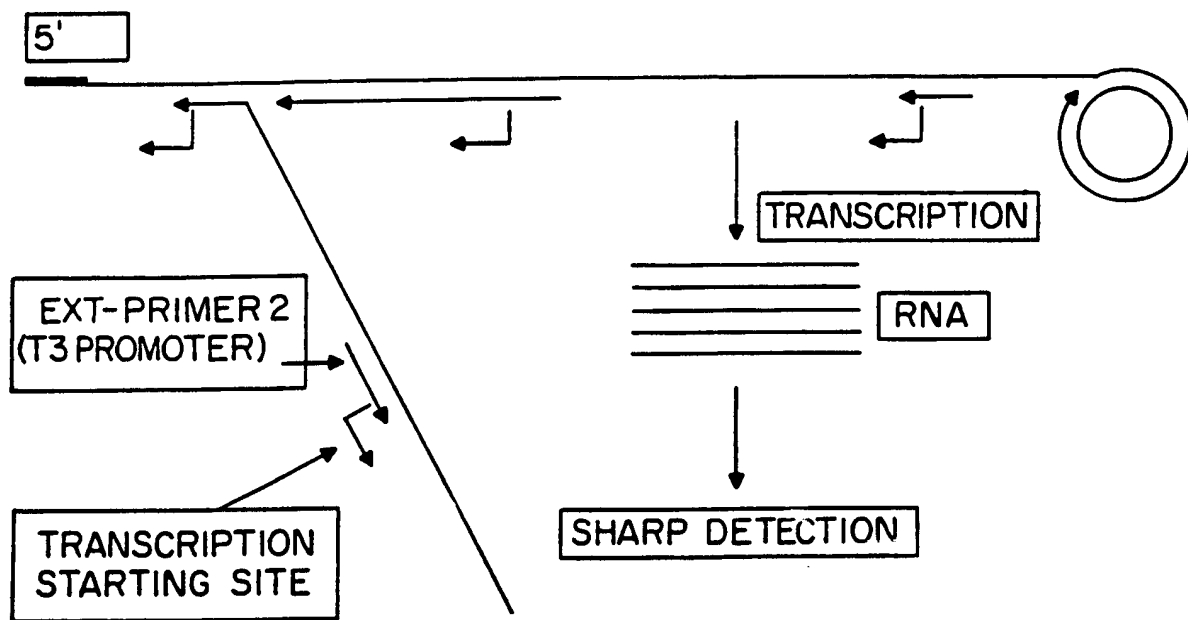 5'
TRANSCRIPTION
EXT-PRIMER 2
(T3 PROMOTER)
RNA
TRANSCRIPTION
STARTING SITE
SHARP DETECTION